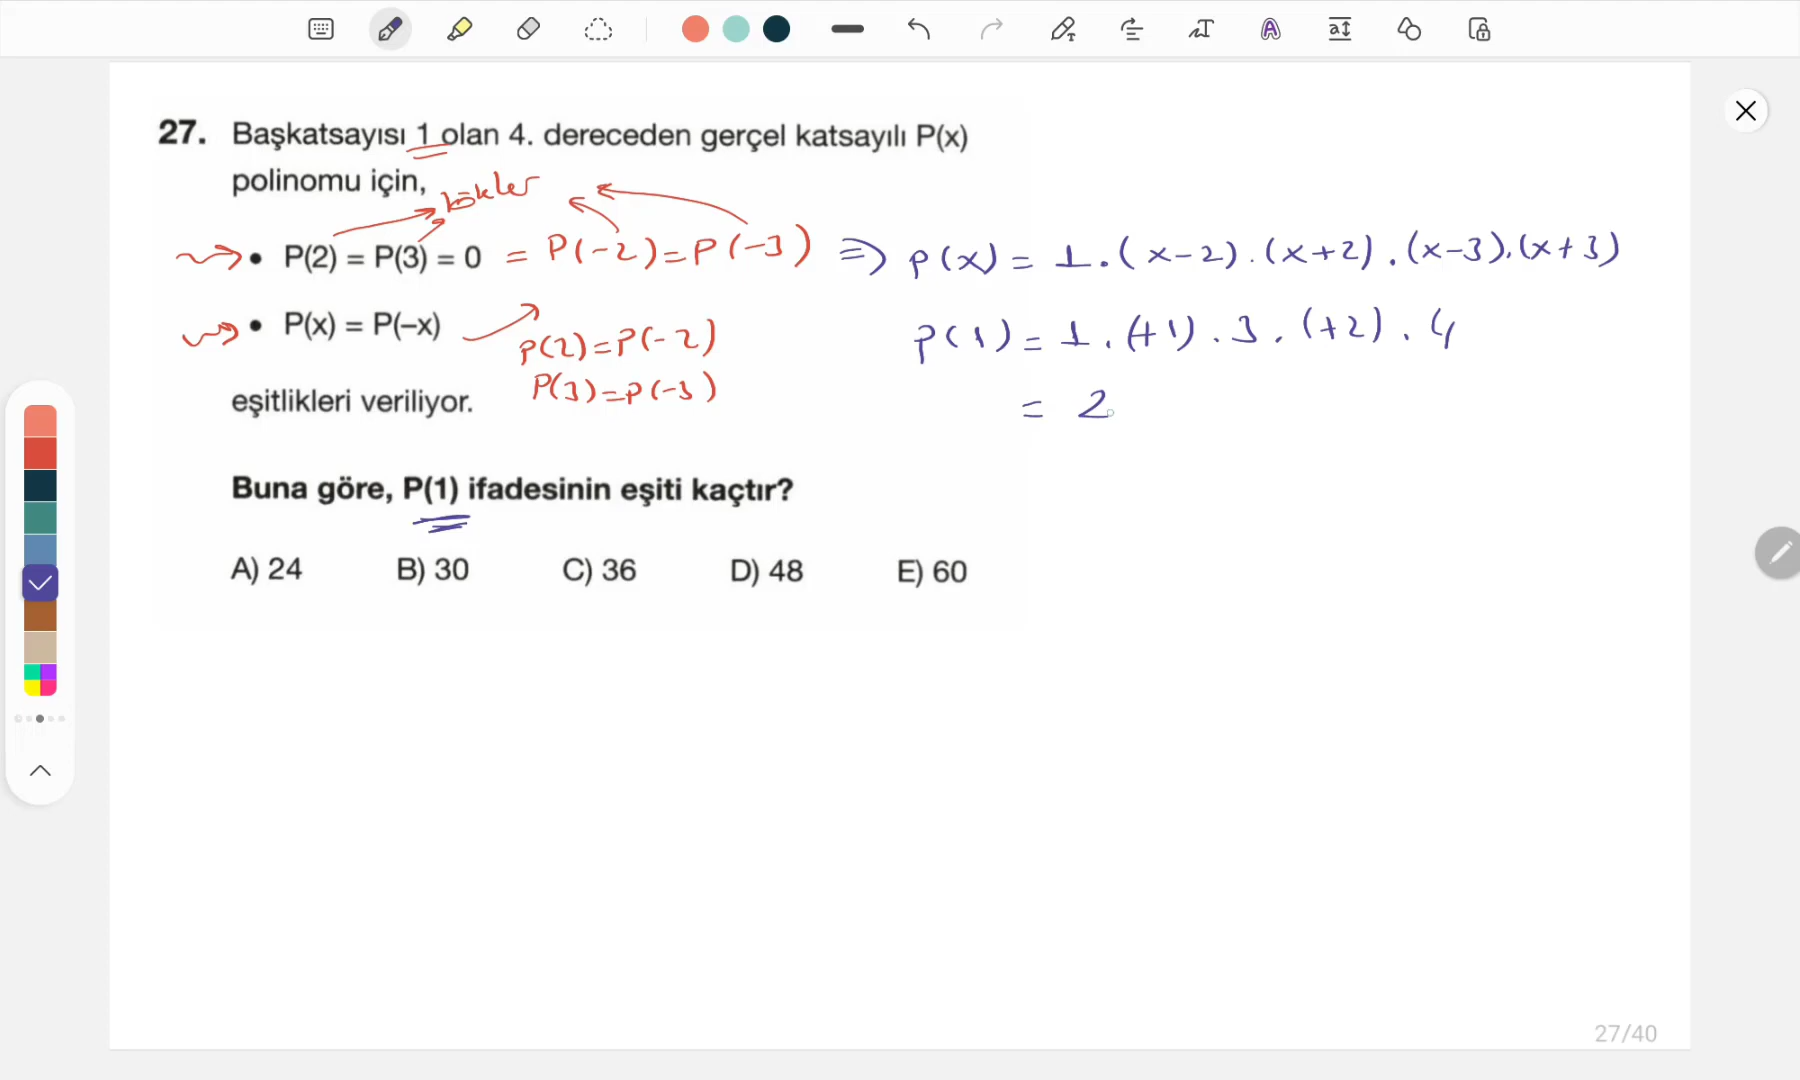 27. Başkatsayısı 1 olan 4. dereceden gerçel katsayılı P(x)
polinomu için,
kökler
• P(2) = P(3) = 0 = P(-2) = P(-3) ⇒ P(x) = 1.(x-2).(x+2).(x-3).(x+3)
• P(x) = P(–x)
P(2)=P(-2)
P(3)=P(-3)
P(1) = 1.(+1).3.(+2).4
= 2
eşitlikleri veriliyor.
Buna göre, P(1) ifadesinin eşiti kaçtır?
A) 24 B) 30 C) 36 D) 48 E) 60
27/40